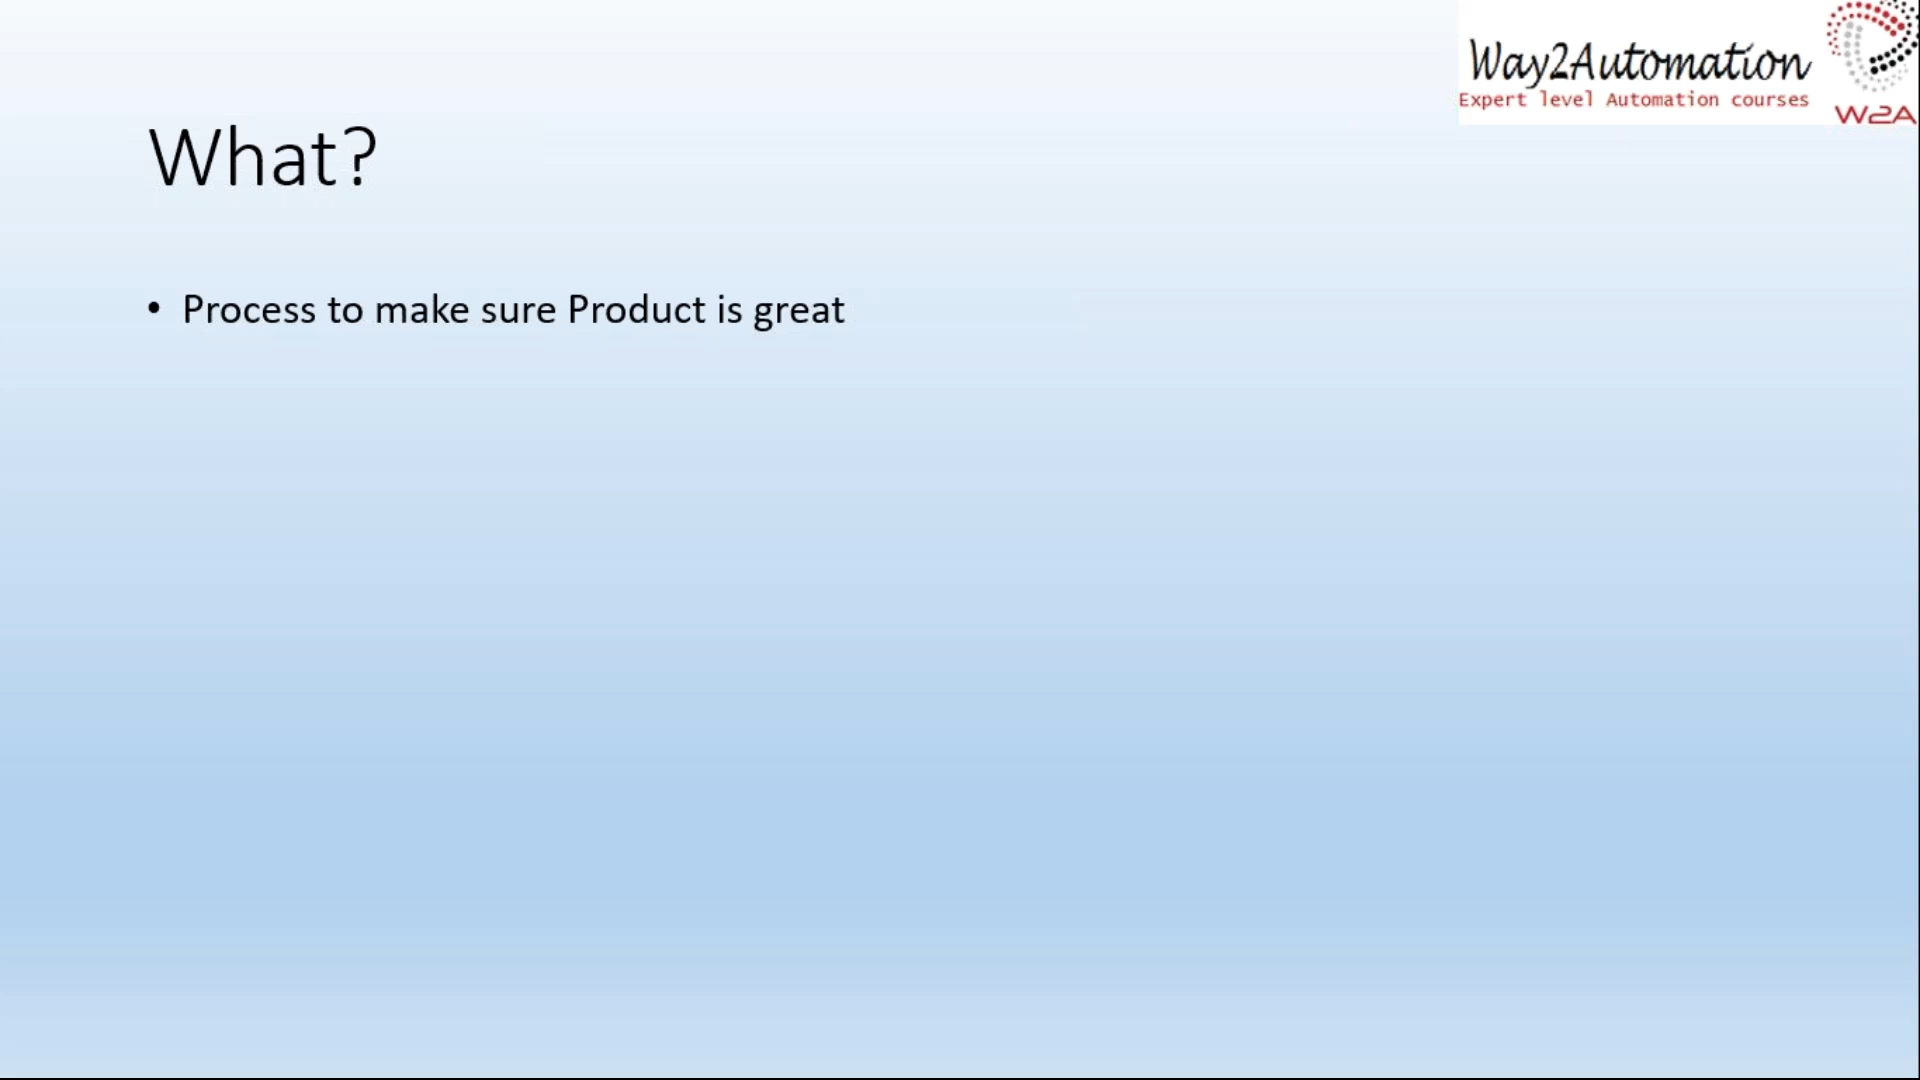 Way2Automation
Expert level Automation courses
W2A
What?
• Process to make sure Product is great